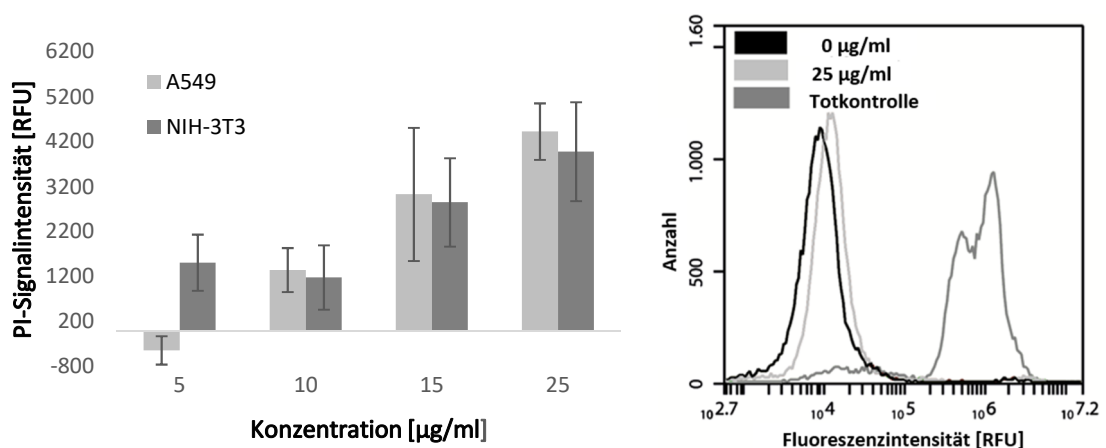 PI-Signalintensität [RFU]
6200
5200
4200
3200
2200
1200
200
-800
A549
NIH-3T3
5 10 15 25
Konzentration [µg/ml]
Anzahl
1.60
1.000
500
0
0 µg/ml
25 µg/ml
Totkontrolle
10^2.7 10^4 10^5 10^6 10^7.2
Fluoreszenzintensität [RFU]